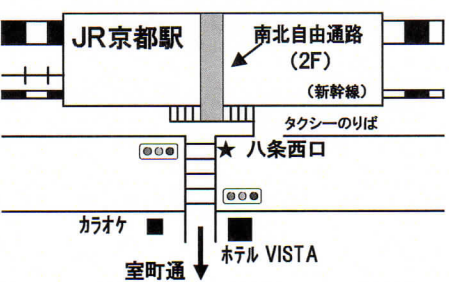 JR京都駅
南北自由通路
(2F)
(新幹線)
タクシーのりば
★ 八条西口
カラオケ
ホテル VISTA
室町通